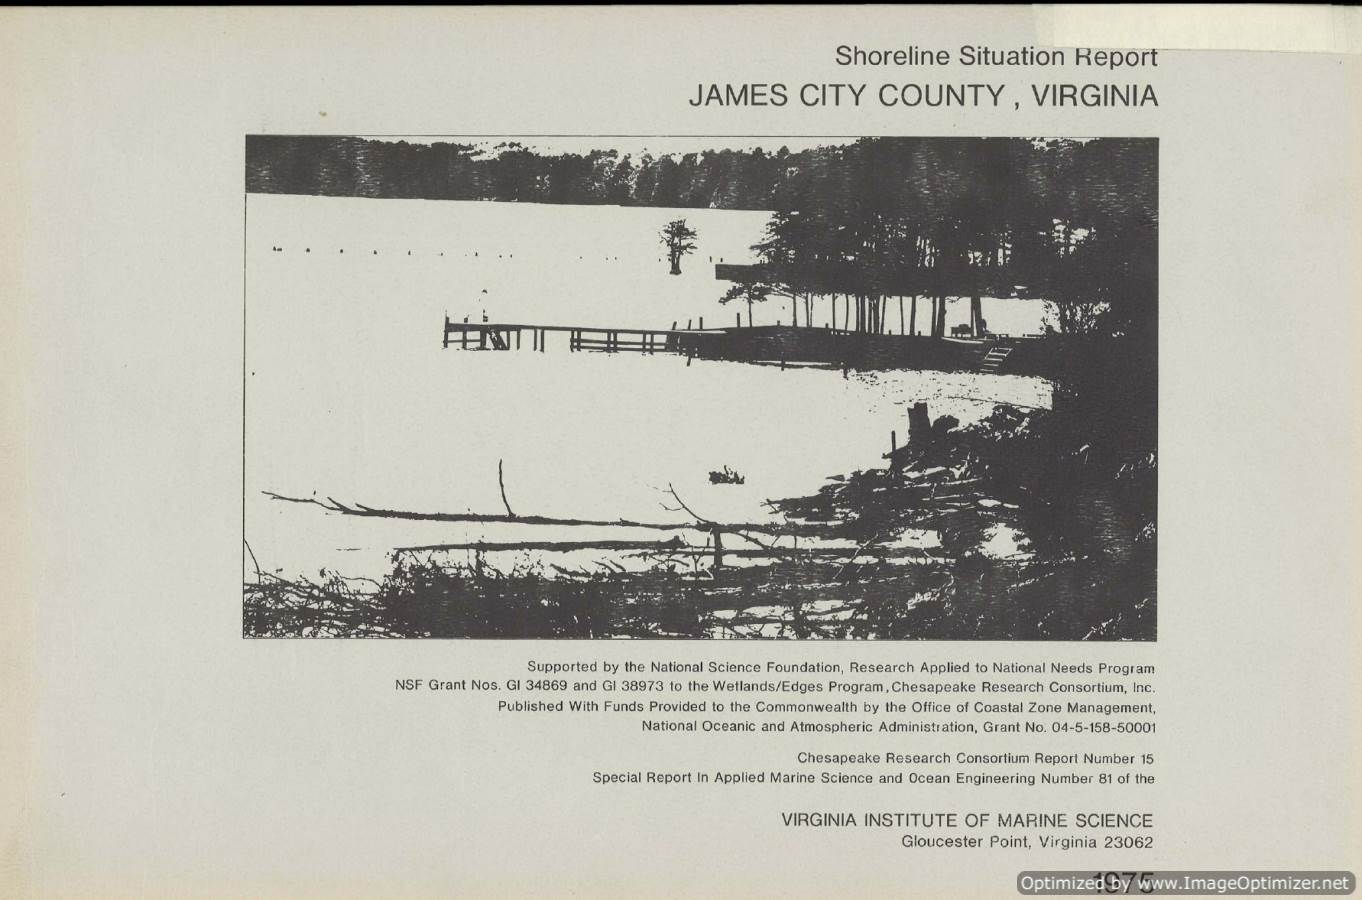 Shoreline Situation Report
JAMES CITY COUNTY, VIRGINIA
Supported by the National Science Foundation, Research Applied to National Needs Program
NSF Grant Nos. GI 34869 and GI 38973 to the Wetlands/Edges Program, Chesapeake Research Consortium, Inc.
Published With Funds Provided to the Commonwealth by the Office of Coastal Zone Management,
National Oceanic and Atmospheric Administration, Grant No. 04-5-158-50001
Chesapeake Research Consortium Report Number 15
Special Report In Applied Marine Science and Ocean Engineering Number 81 of the
VIRGINIA INSTITUTE OF MARINE SCIENCE
Gloucester Point, Virginia 23062
1975
Optimized by www.ImageOptimizer.net